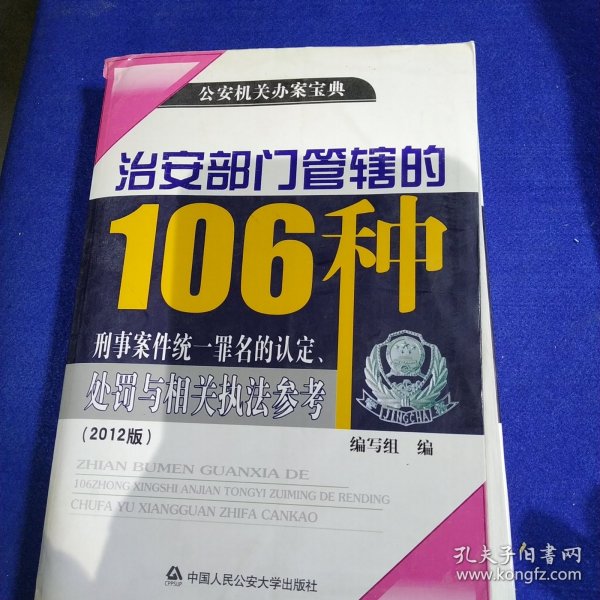 公安机关办案宝典
治安部门管辖的
106种
刑事案件统一罪名的认定、
处罚与相关执法参考
JINGCHA
(2012版)
编写组 编
ZHIAN BUMEN GUANXIA DE
106ZHONG XINGSHI ANJIAN TONGYI ZUIMING DE RENDING
CHUFA YU XIANGGUAN ZHIFA CANKAO
CPPSUP
中国人民公安大学出版社
孔夫子旧书网
www.kongfz.com